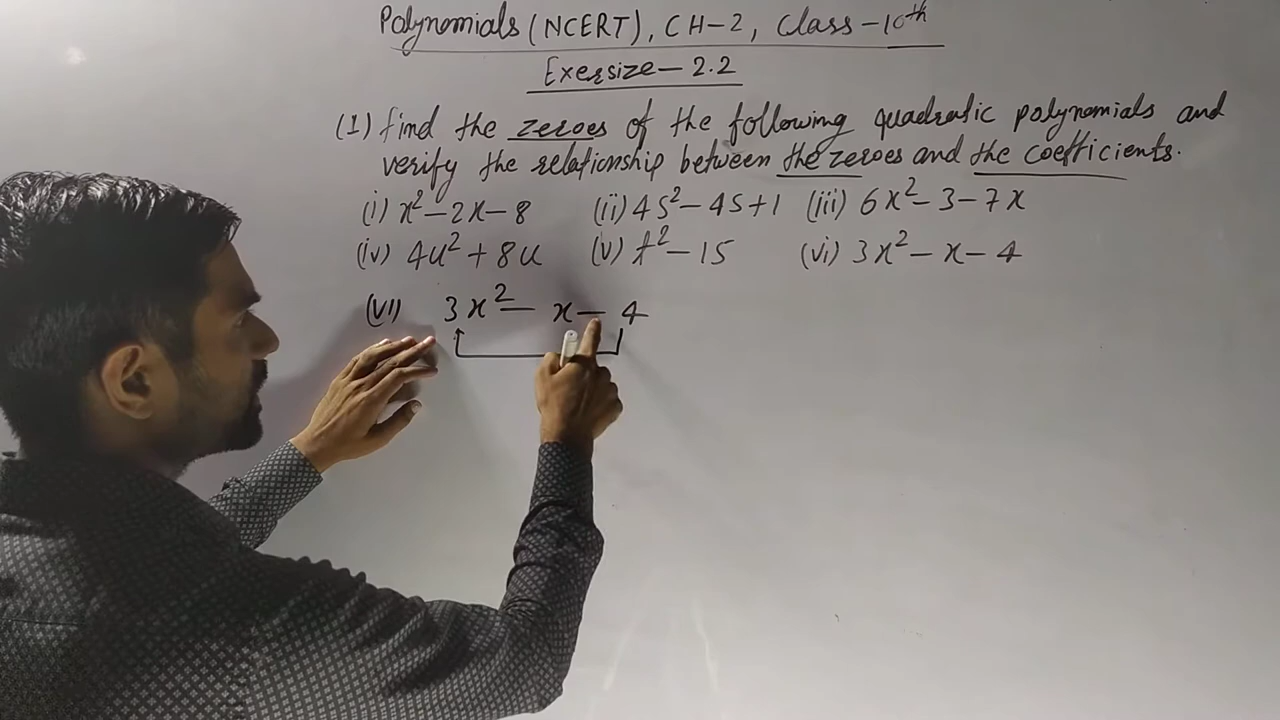 Polynomials (NCERT), CH-2, Class-10th
Exersize-2.2
(1) find the zeroes of the following quadratic polynomials and
verify the relationship between the zeroes and the coefficients.
(i) x² - 2x - 8 (ii) 4s² - 4s + 1 (iii) 6x² - 3 - 7x
(iv) 4u² + 8u (v) t² - 15 (vi) 3x² - x - 4
(VI) 3x² - x - 4